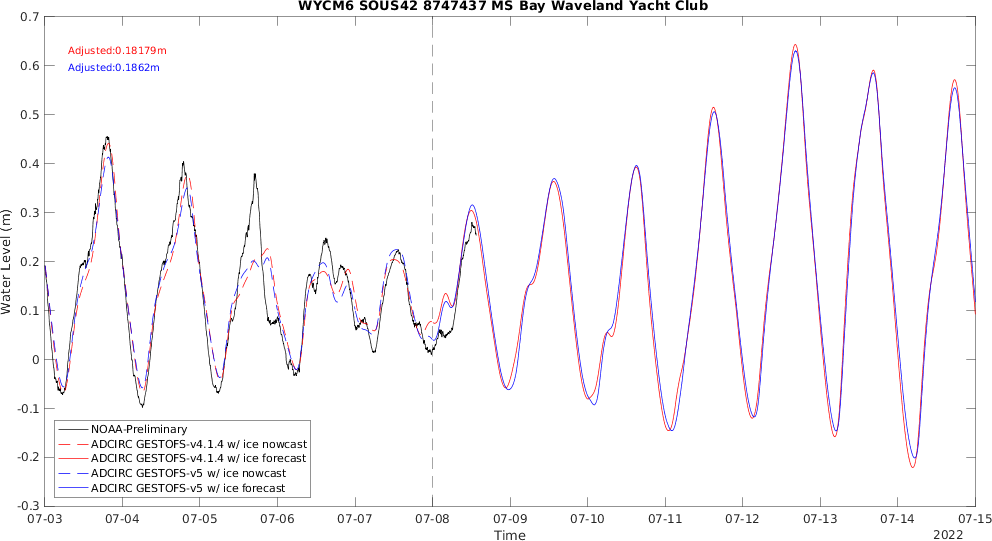 WYCM6 SOUS42 8747437 MS Bay Waveland Yacht Club
Adjusted:0.18179m
Adjusted:0.1862m
Water Level (m)
0.7
0.6
0.5
0.4
0.3
0.2
0.1
0
-0.1
-0.2
-0.3
NOAA-Preliminary
ADCIRC GESTOFS-v4.1.4 w/ ice nowcast
ADCIRC GESTOFS-v4.1.4 w/ ice forecast
ADCIRC GESTOFS-v5 w/ ice nowcast
ADCIRC GESTOFS-v5 w/ ice forecast
07-03 07-04 07-05 07-06 07-07 07-08 07-09 07-10 07-11 07-12 07-13 07-14 07-15
Time
2022